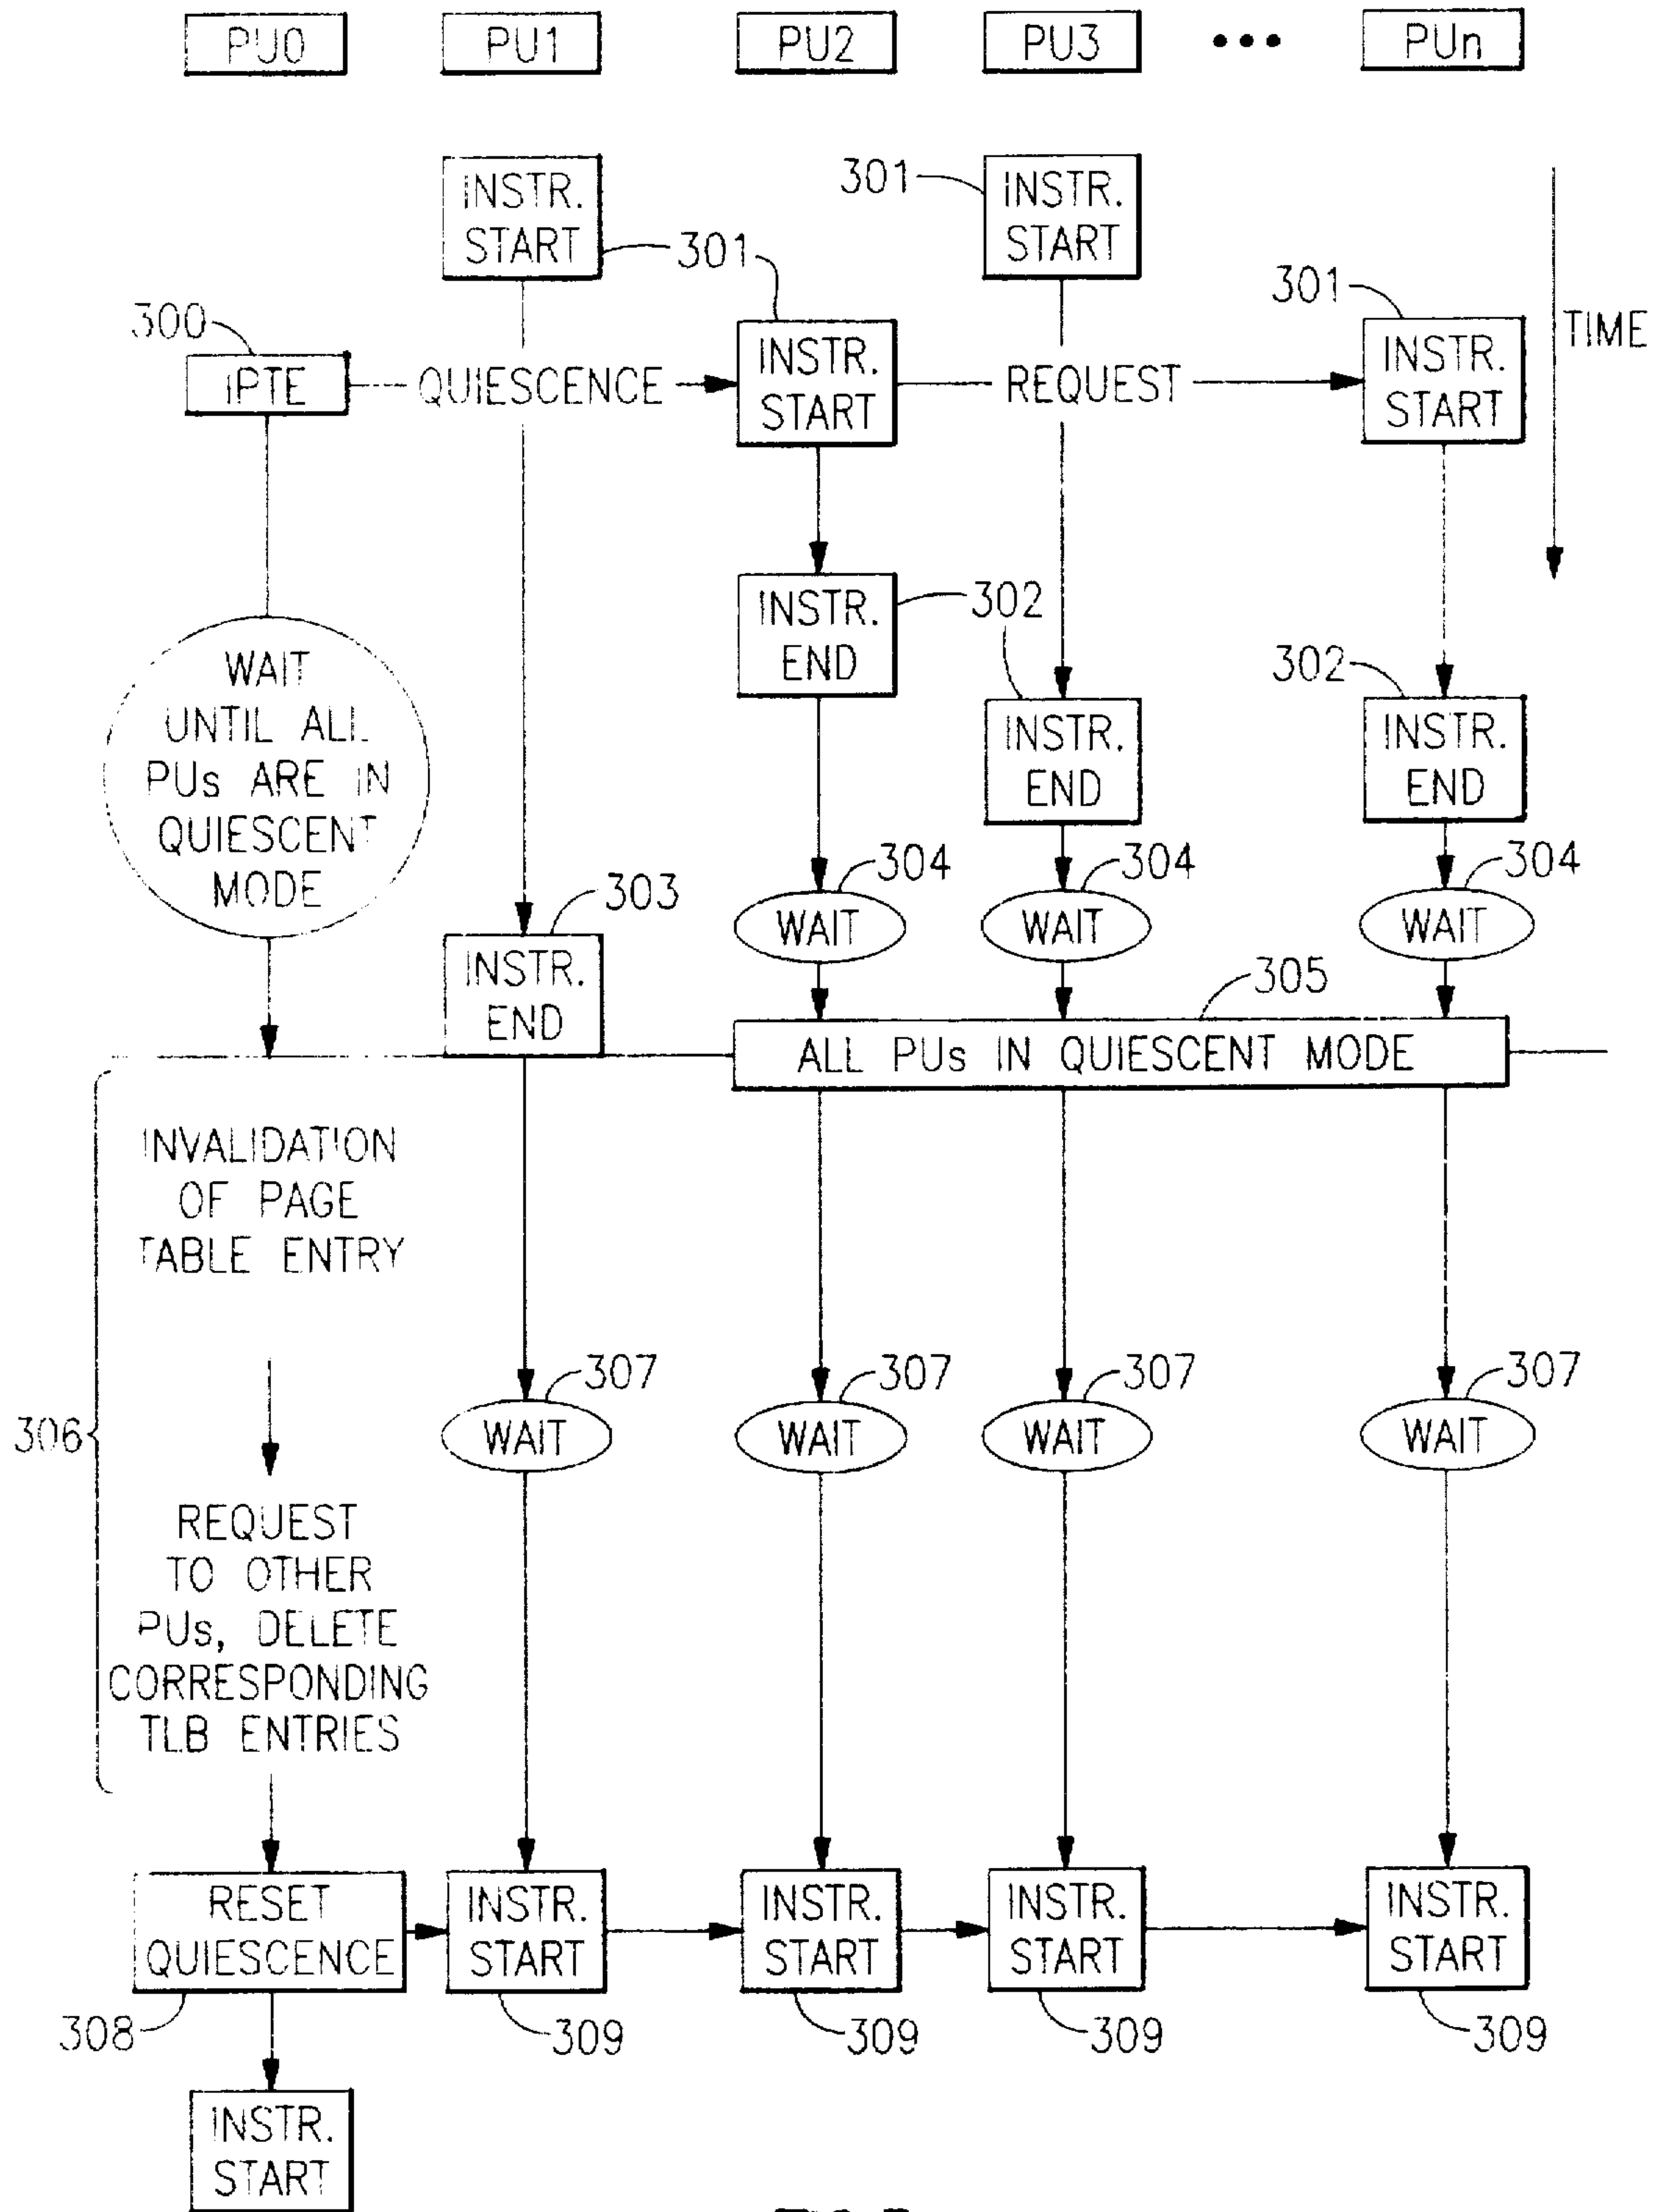 PU0 PU1 PU2 PU3 ••• PUn
INSTR.
START
301
301
INSTR.
START
301
TIME
300
IPTE
QUIESCENCE
INSTR.
START
REQUEST
INSTR.
START
WAIT
UNTIL ALL
PUs ARE IN
QUIESCENT
MODE
INSTR.
END
302
INSTR.
END
302
INSTR.
END
303
INSTR.
END
304
WAIT
304
WAIT
304
WAIT
305
ALL PUs IN QUIESCENT MODE
306
INVALIDATION
OF PAGE
TABLE ENTRY
307
WAIT
307
WAIT
307
WAIT
307
WAIT
REQUEST
TO OTHER
PUs, DELETE
CORRESPONDING
TLB ENTRIES
RESET
QUIESCENCE
INSTR.
START
INSTR.
START
INSTR.
START
INSTR.
START
308
309
309
309
309
INSTR.
START